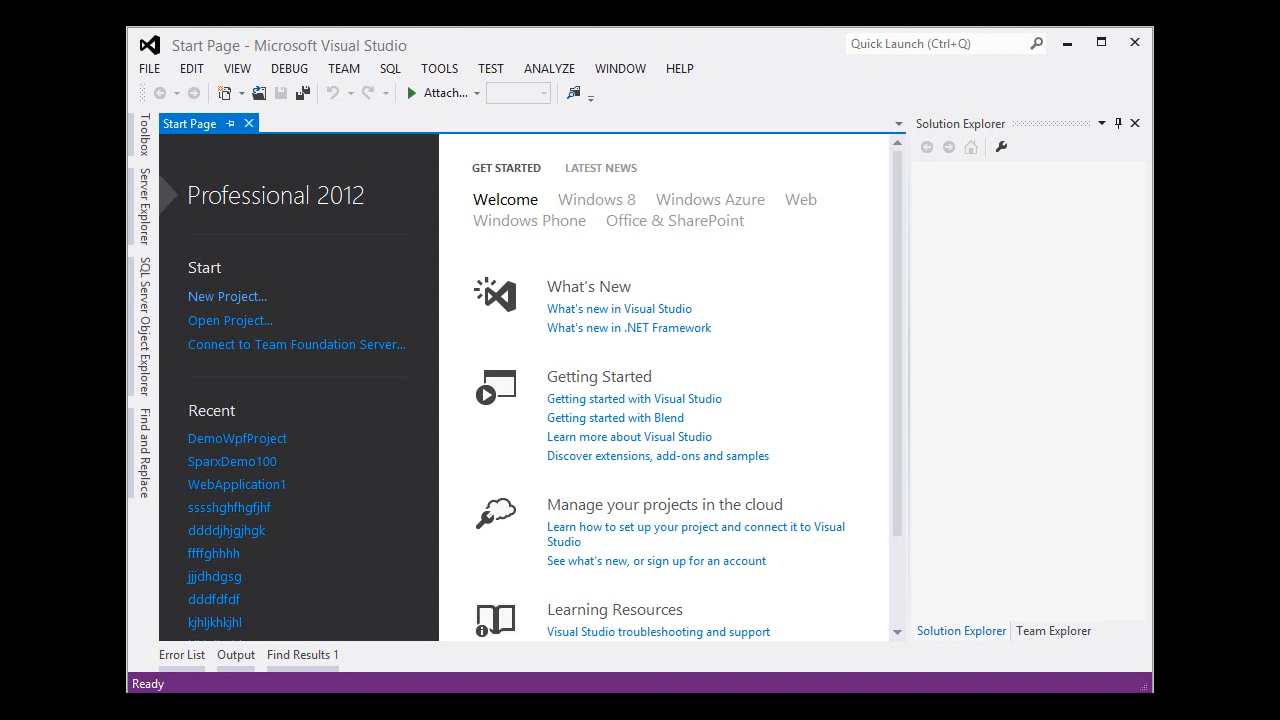 Start Page - Microsoft Visual Studio
Quick Launch (Ctrl+Q)
FILE EDIT VIEW DEBUG TEAM SQL TOOLS TEST ANALYZE WINDOW HELP
Attach...
Toolbox
Server Explorer
SQL Server Object Explorer
Find and Replace
Start Page
Professional 2012
Start
New Project...
Open Project...
Connect to Team Foundation Server...
Recent
DemoWpfProject
SparxDemo100
WebApplication1
sssshghfhgfjhf
ddddjhjgjhgk
ffffghhhh
jjjdhdgsg
dddfdfdf
kjhljkhkjhl
GET STARTED LATEST NEWS
Welcome Windows 8 Windows Azure Web
Windows Phone Office & SharePoint
What's New
What's new in Visual Studio
What's new in .NET Framework
Getting Started
Getting started with Visual Studio
Getting started with Blend
Learn more about Visual Studio
Discover extensions, add-ons and samples
Manage your projects in the cloud
Learn how to set up your project and connect it to Visual
Studio
See what's new, or sign up for an account
Learning Resources
Visual Studio troubleshooting and support
Solution Explorer
Solution Explorer Team Explorer
Error List Output Find Results 1
Ready